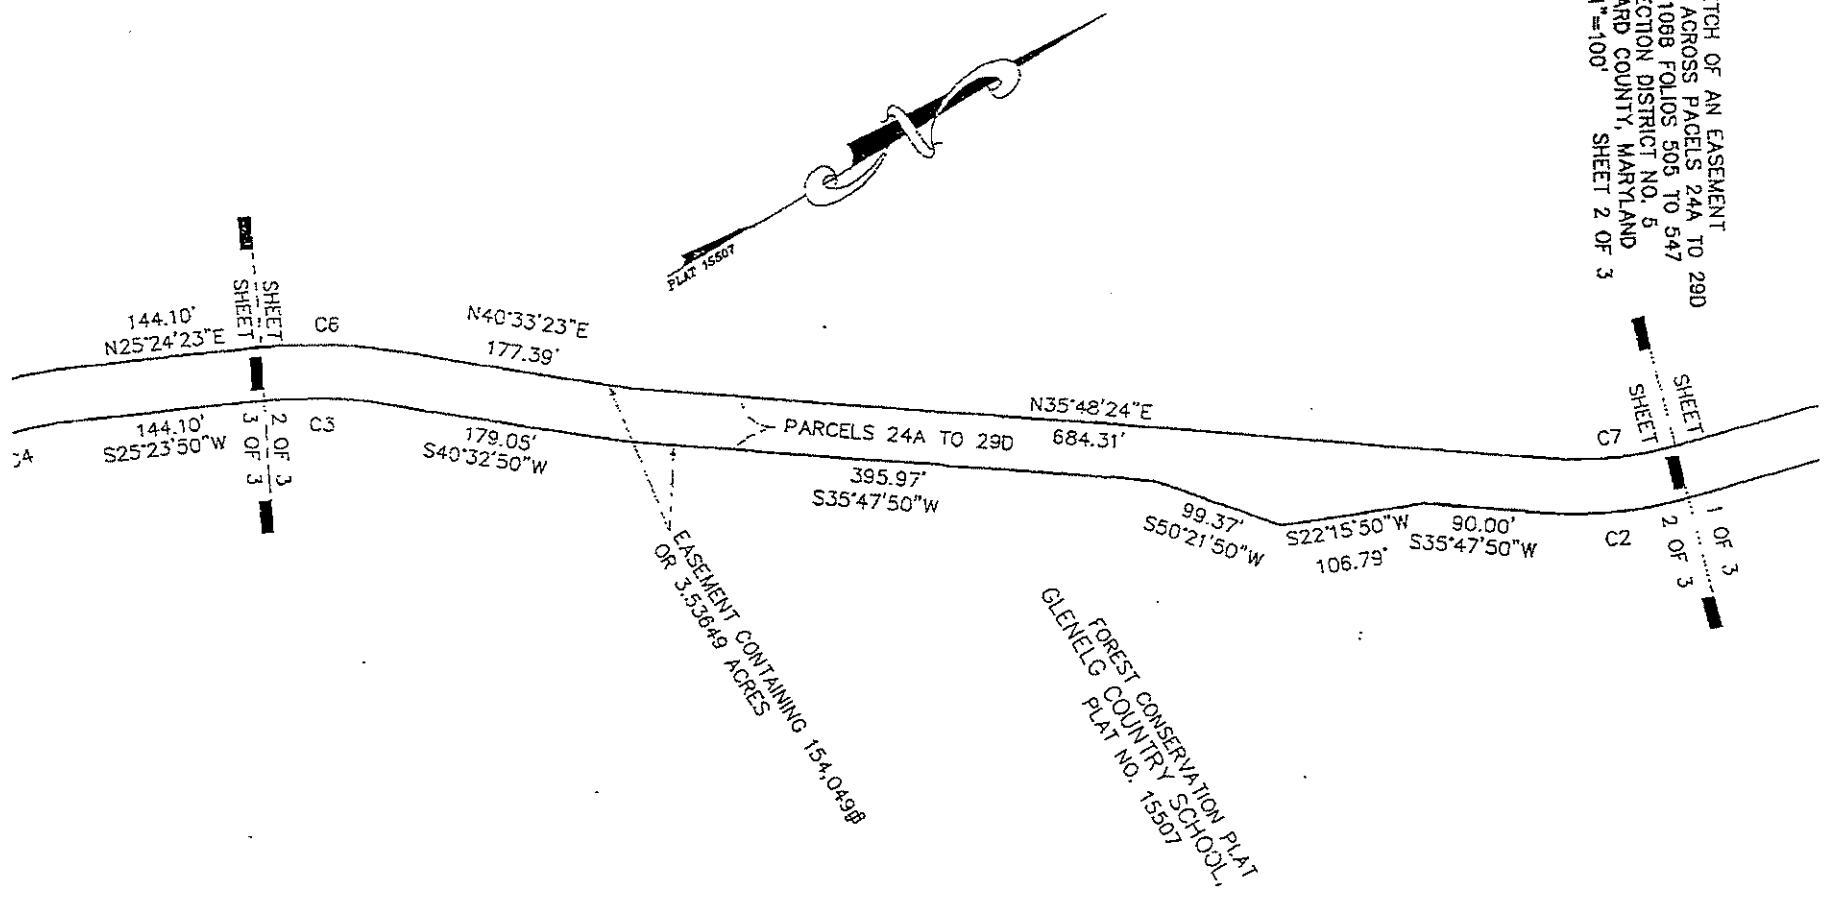 TCH OF AN EASEMENT
ACROSS PACELS 24A TO 29D
106B FOLIOS 505 TO 547
ECTION DISTRICT NO. 5
ARD COUNTY, MARYLAND
1"=100' SHEET 2 OF 3
PLAT 15507
144.10'
N25°24'23"E
SHEET
SHEET
C6
N40°33'23"E
177.39'
N35°48'24"E
684.31'
PARCELS 24A TO 29D
C7
SHEET
SHEET
C4
144.10'
S25°23'50"W
3 OF 3
2 OF 3
C3
179.05'
S40°32'50"W
395.97'
S35°47'50"W
99.37'
S50°21'50"W
S22°15'50"W
106.79'
90.00'
S35°47'50"W
C2
2 OF 3
1 OF 3
EASEMENT CONTAINING 154,049
OR 3.53649 ACRES
FOREST CONSERVATION PLAT
GLENELG COUNTRY SCHOOL,
PLAT NO. 15507